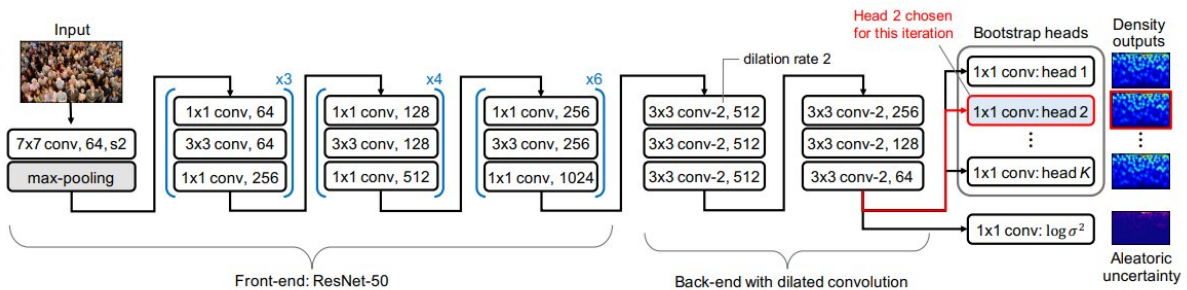 Input
7x7 conv, 64, s2
max-pooling
x3
1x1 conv, 64
3x3 conv, 64
1x1 conv, 256
x4
1x1 conv, 128
3x3 conv, 128
1x1 conv, 512
x6
1x1 conv, 256
3x3 conv, 256
1x1 conv, 1024
Front-end: ResNet-50
dilation rate 2
3x3 conv-2, 512
3x3 conv-2, 512
3x3 conv-2, 512
3x3 conv-2, 256
3x3 conv-2, 128
3x3 conv-2, 64
Back-end with dilated convolution
Head 2 chosen
for this iteration
Bootstrap heads
1x1 conv: head 1
1x1 conv: head 2
⋮
1x1 conv: head K
1x1 conv: log σ²
Density
outputs
⋮
Aleatoric
uncertainty